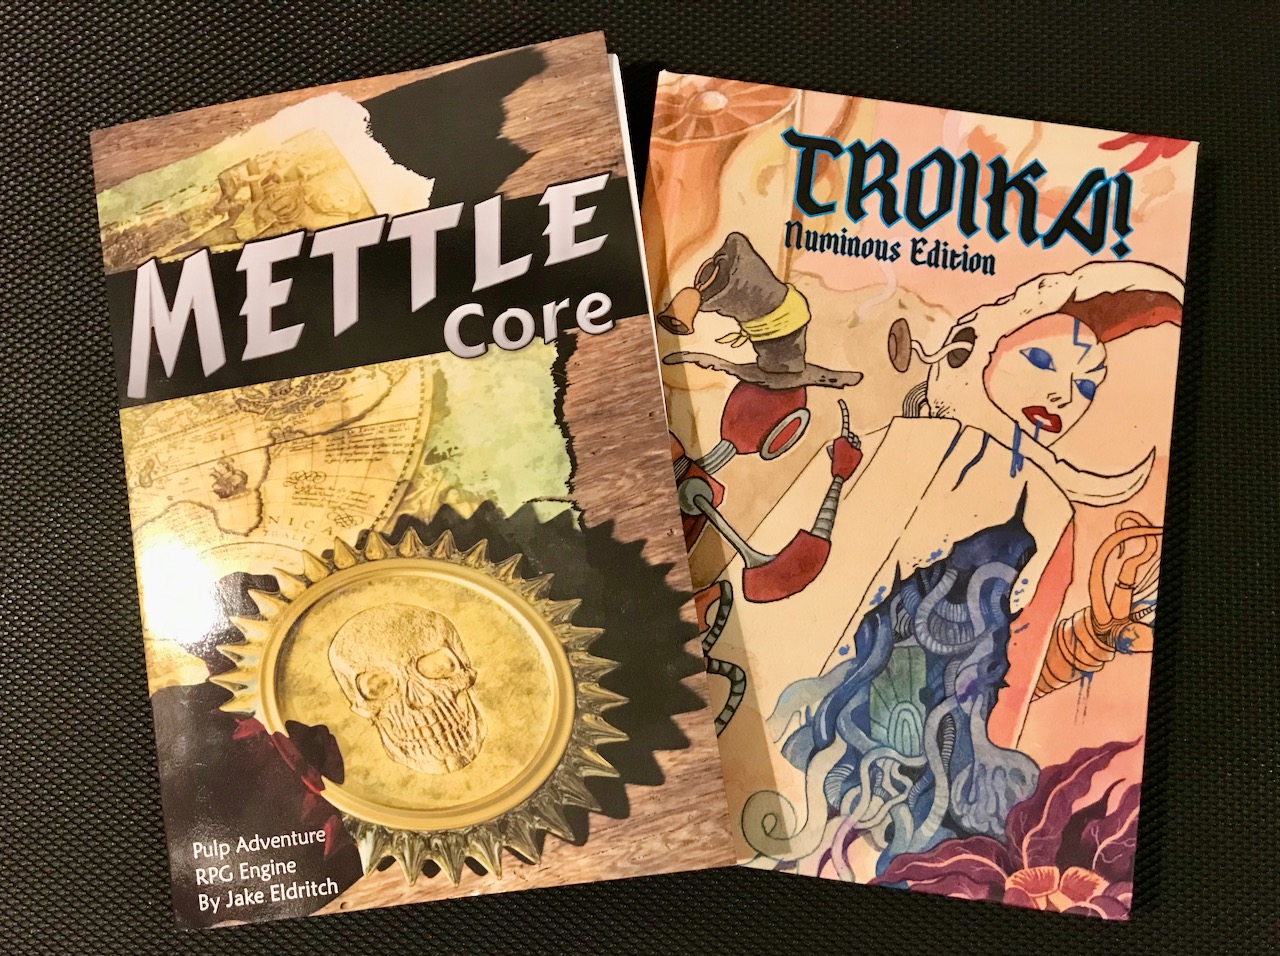 METTLE
Core
Pulp Adventure
RPG Engine
By Jake Eldritch
TROIKA!
Numinous Edition